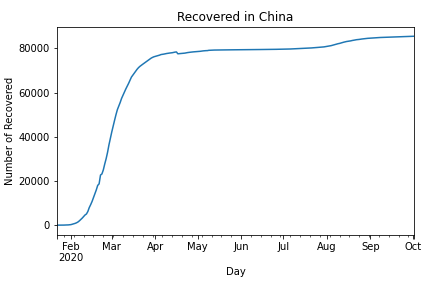 Recovered in China
Number of Recovered
80000
60000
40000
20000
0
Feb Mar Apr May Jun Jul Aug Sep Oct
2020
Day